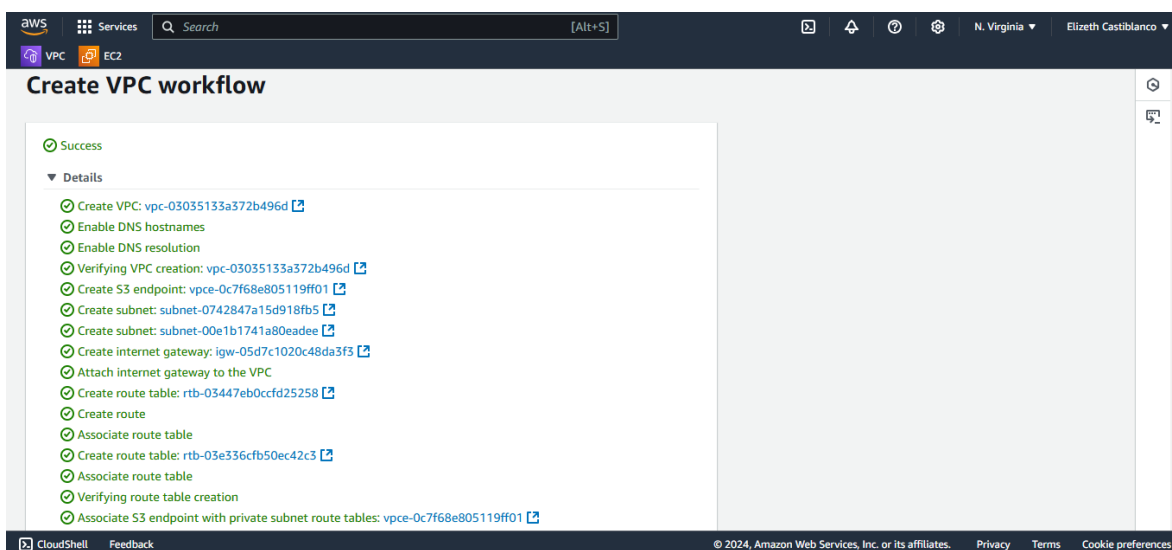 aws Services Search [Alt+S] N. Virginia Elizeth Castiblanco
VPC EC2
Create VPC workflow
Success
Details
Create VPC: vpc-03035133a372b496d
Enable DNS hostnames
Enable DNS resolution
Verifying VPC creation: vpc-03035133a372b496d
Create S3 endpoint: vpce-0c7f68e805119ff01
Create subnet: subnet-0742847a15d918fb5
Create subnet: subnet-00e1b1741a80eadee
Create internet gateway: igw-05d7c1020c48da3f3
Attach internet gateway to the VPC
Create route table: rtb-03447eb0ccfd25258
Create route
Associate route table
Create route table: rtb-03e336cfb50ec42c3
Associate route table
Verifying route table creation
Associate S3 endpoint with private subnet route tables: vpce-0c7f68e805119ff01
CloudShell Feedback © 2024, Amazon Web Services, Inc. or its affiliates. Privacy Terms Cookie preferences